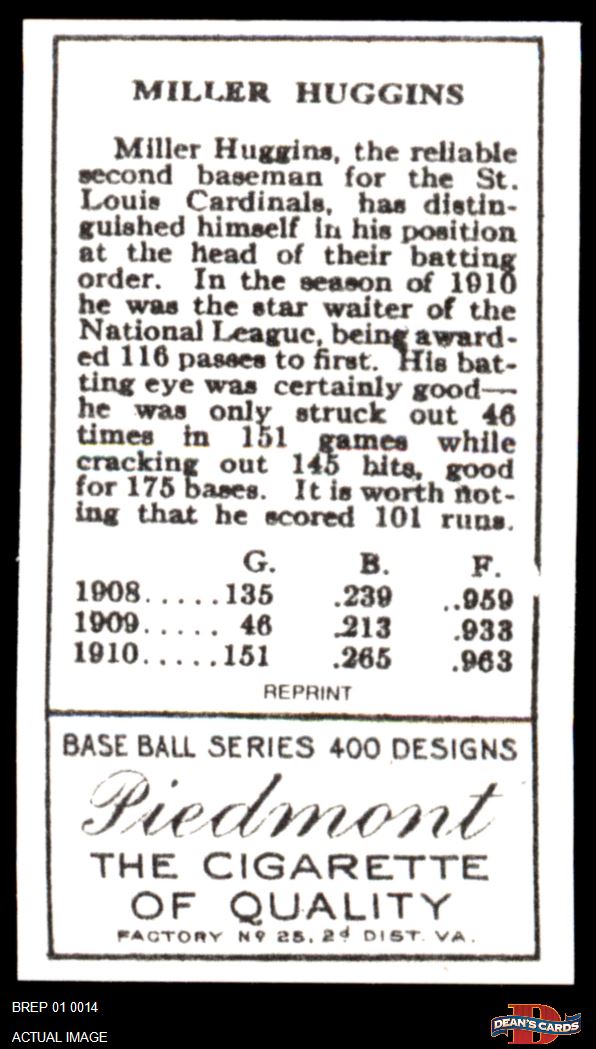 MILLER HUGGINS
Miller Huggins, the reliable
second baseman for the St.
Louis Cardinals, has distin-
guished himself in his position
at the head of their batting
order. In the season of 1910
he was the star waiter of the
National League, being award-
ed 116 passes to first. His bat-
ting eye was certainly good—
he was only struck out 46
times in 151 games while
cracking out 145 hits, good
for 175 bases. It is worth not-
ing that he scored 101 runs.
G. B. F.
1908.....135 .239 ..959
1909..... 46 .213 .933
1910.....151 .265 .963
REPRINT
BASE BALL SERIES 400 DESIGNS
Piedmont
THE CIGARETTE
OF QUALITY
FACTORY Nº 25, 2d DIST. VA.
BREP 01 0014
ACTUAL IMAGE
D
DEAN'S CARDS